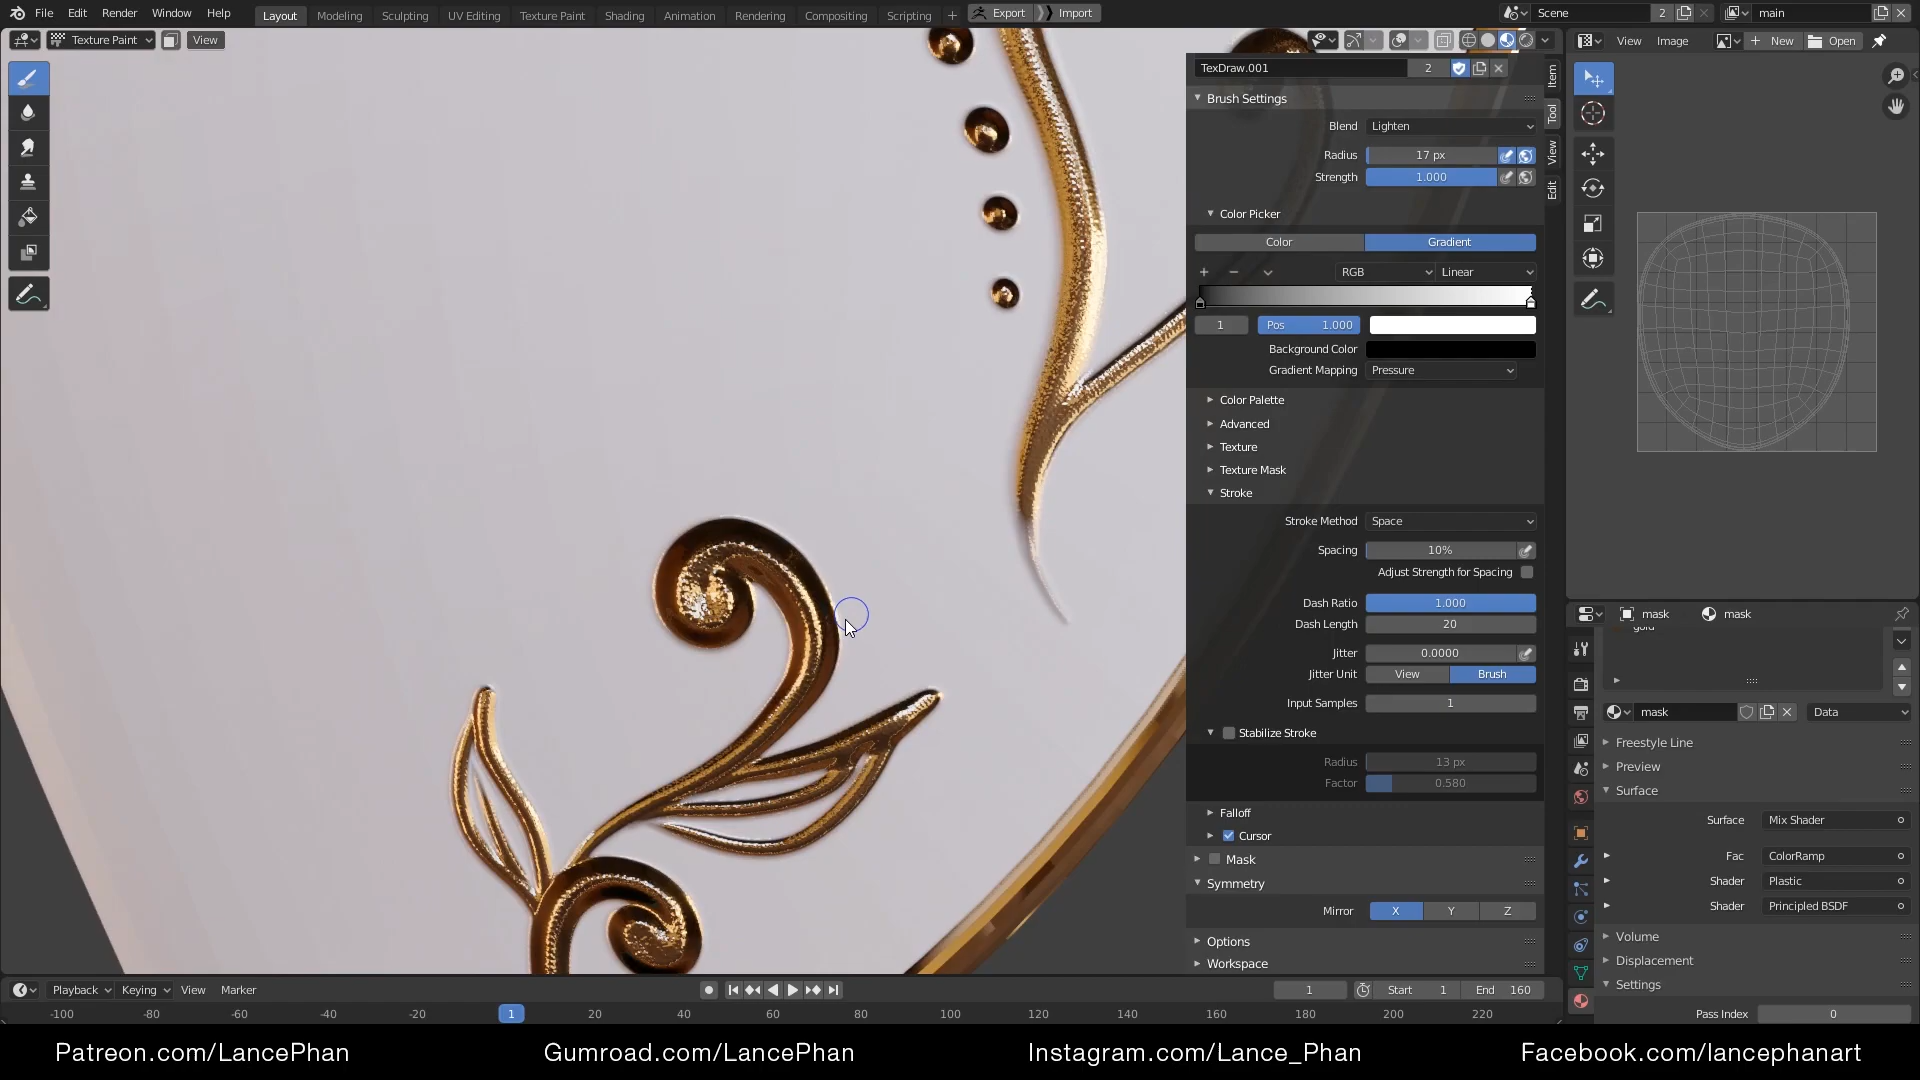 File Edit Render Window Help Layout Modeling Sculpting UV Editing Texture Paint Shading Animation Rendering Compositing Scripting + Export Import Scene 2 main
Texture Paint View
View Image New Open
TexDraw.001 2
Item
Tool
View
Edit
Brush Settings
Blend Lighten
Radius 17 px
Strength 1.000
Color Picker
Color Gradient
RGB Linear
1 Pos 1.000
Background Color
Gradient Mapping Pressure
Color Palette
Advanced
Texture
Texture Mask
Stroke
Stroke Method Space
Spacing 10%
Adjust Strength for Spacing
Dash Ratio 1.000
Dash Length 20
Jitter 0.0000
Jitter Unit View Brush
Input Samples 1
Stabilize Stroke
Radius 13 px
Factor 0.580
Falloff
Cursor
Mask
Symmetry
Mirror X Y Z
Options
Workspace
mask mask
gold
mask Data
Freestyle Line
Preview
Surface
Surface Mix Shader
Fac ColorRamp
Shader Plastic
Shader Principled BSDF
Volume
Displacement
Settings
Pass Index 0
Playback Keying View Marker 1 Start 1 End 160
-100 -80 -60 -40 -20 1 20 40 60 80 100 120 140 160 180 200 220
Patreon.com/LancePhan Gumroad.com/LancePhan Instagram.com/Lance_Phan Facebook.com/lancephanart